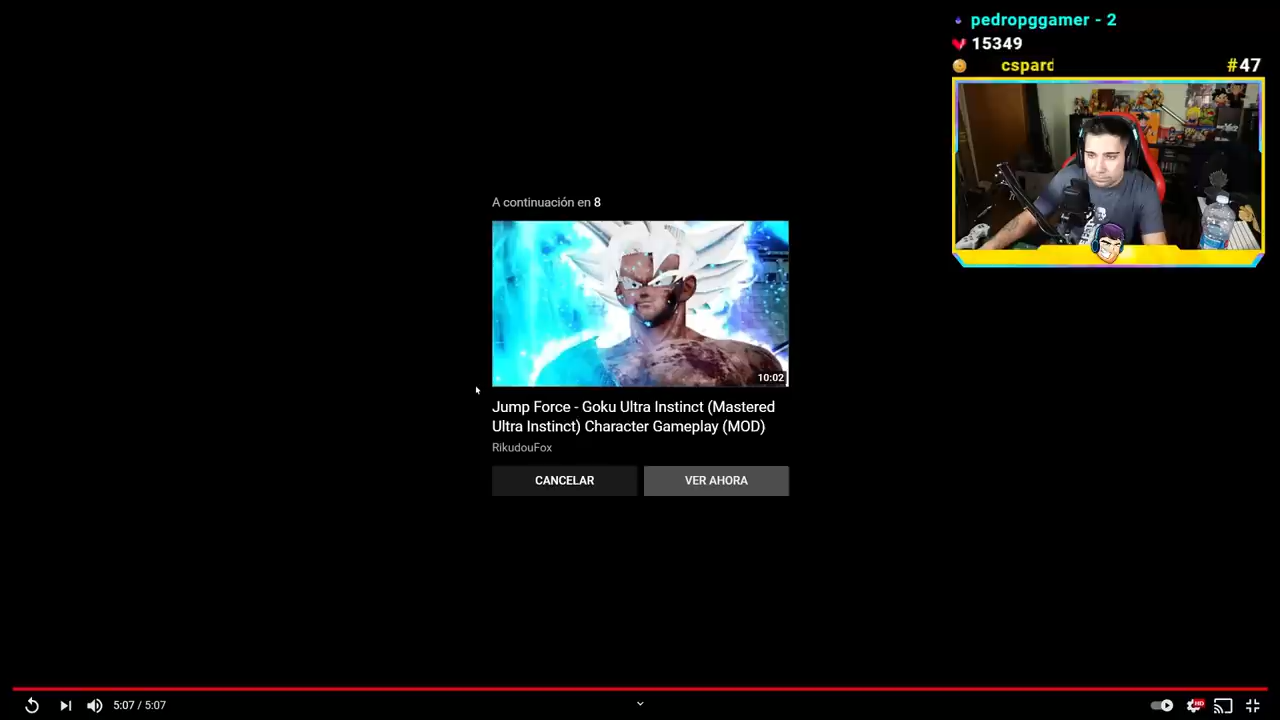 pedropggamer - 2
15349
cspard
#47
A continuación en 8
10:02
Jump Force - Goku Ultra Instinct (Mastered
Ultra Instinct) Character Gameplay (MOD)
RikudouFox
CANCELAR
VER AHORA
5:07 / 5:07
HD